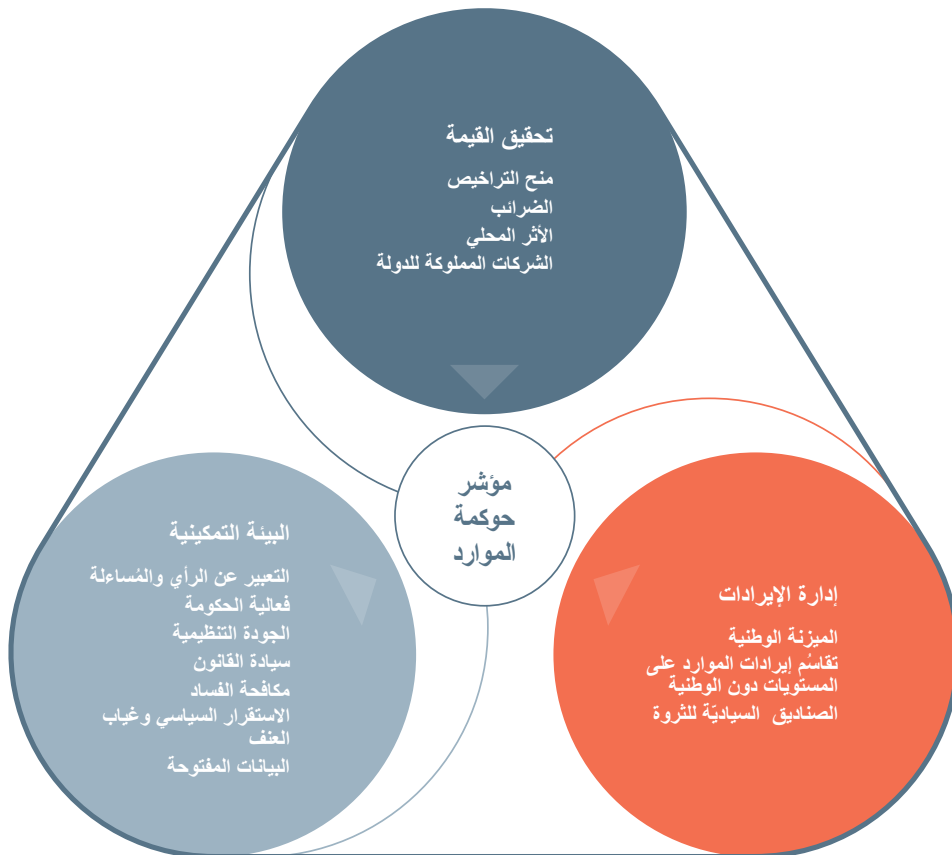 تحقيق القيمة
منح التراخيص
الضرائب
الأثر المحلي
الشركات المملوكة للدولة
مؤشر
حوكمة
الموارد
إدارة الإيرادات
الميزنة الوطنية
تقاسُم إيرادات الموارد على
المستويات دون الوطنية
الصناديق السياديّة للثروة
البيئة التمكينية
التعبير عن الرأي والمُساءلة
فعالية الحكومة
الجودة التنظيمية
سيادة القانون
مكافحة الفساد
الاستقرار السياسي وغياب
العنف
البيانات المفتوحة